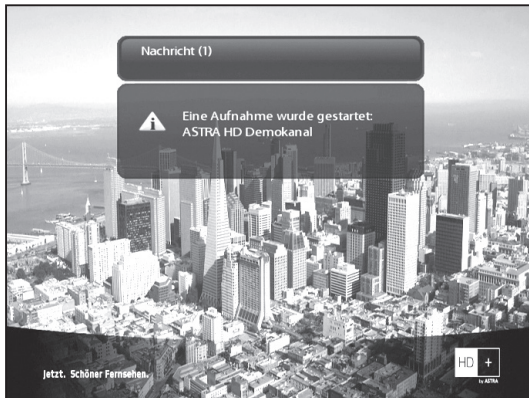 Nachricht (1)
Eine Aufnahme wurde gestartet:
ASTRA HD Demokanal
Jetzt. Schöner Fernsehen.
HD +
by ASTRA